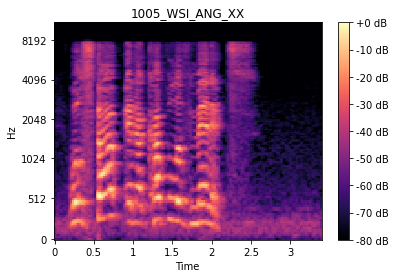 1005_WSI_ANG_XX
+0 dB
8192
-10 dB
-20 dB
4096
-30 dB
Hz
2048
-40 dB
1024
-50 dB
512
-60 dB
-70 dB
0
-80 dB
0 0.5 1 1.5 2 2.5 3
Time